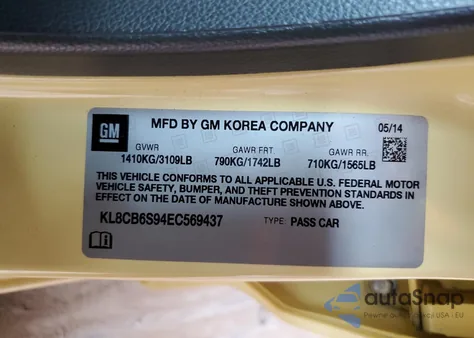 GM
MFD BY GM KOREA COMPANY
05/14
GVWR
GAWR FRT.
GAWR RR.
1410KG/3109LB
790KG/1742LB
710KG/1565LB
THIS VEHICLE CONFORMS TO ALL APPLICABLE U.S. FEDERAL MOTOR
VEHICLE SAFETY, BUMPER, AND THEFT PREVENTION STANDARDS IN
EFFECT ON THE DATE OF MANUFACTURE SHOWN ABOVE.
KL8CB6S94EC569437
TYPE: PASS CAR
autoSnap